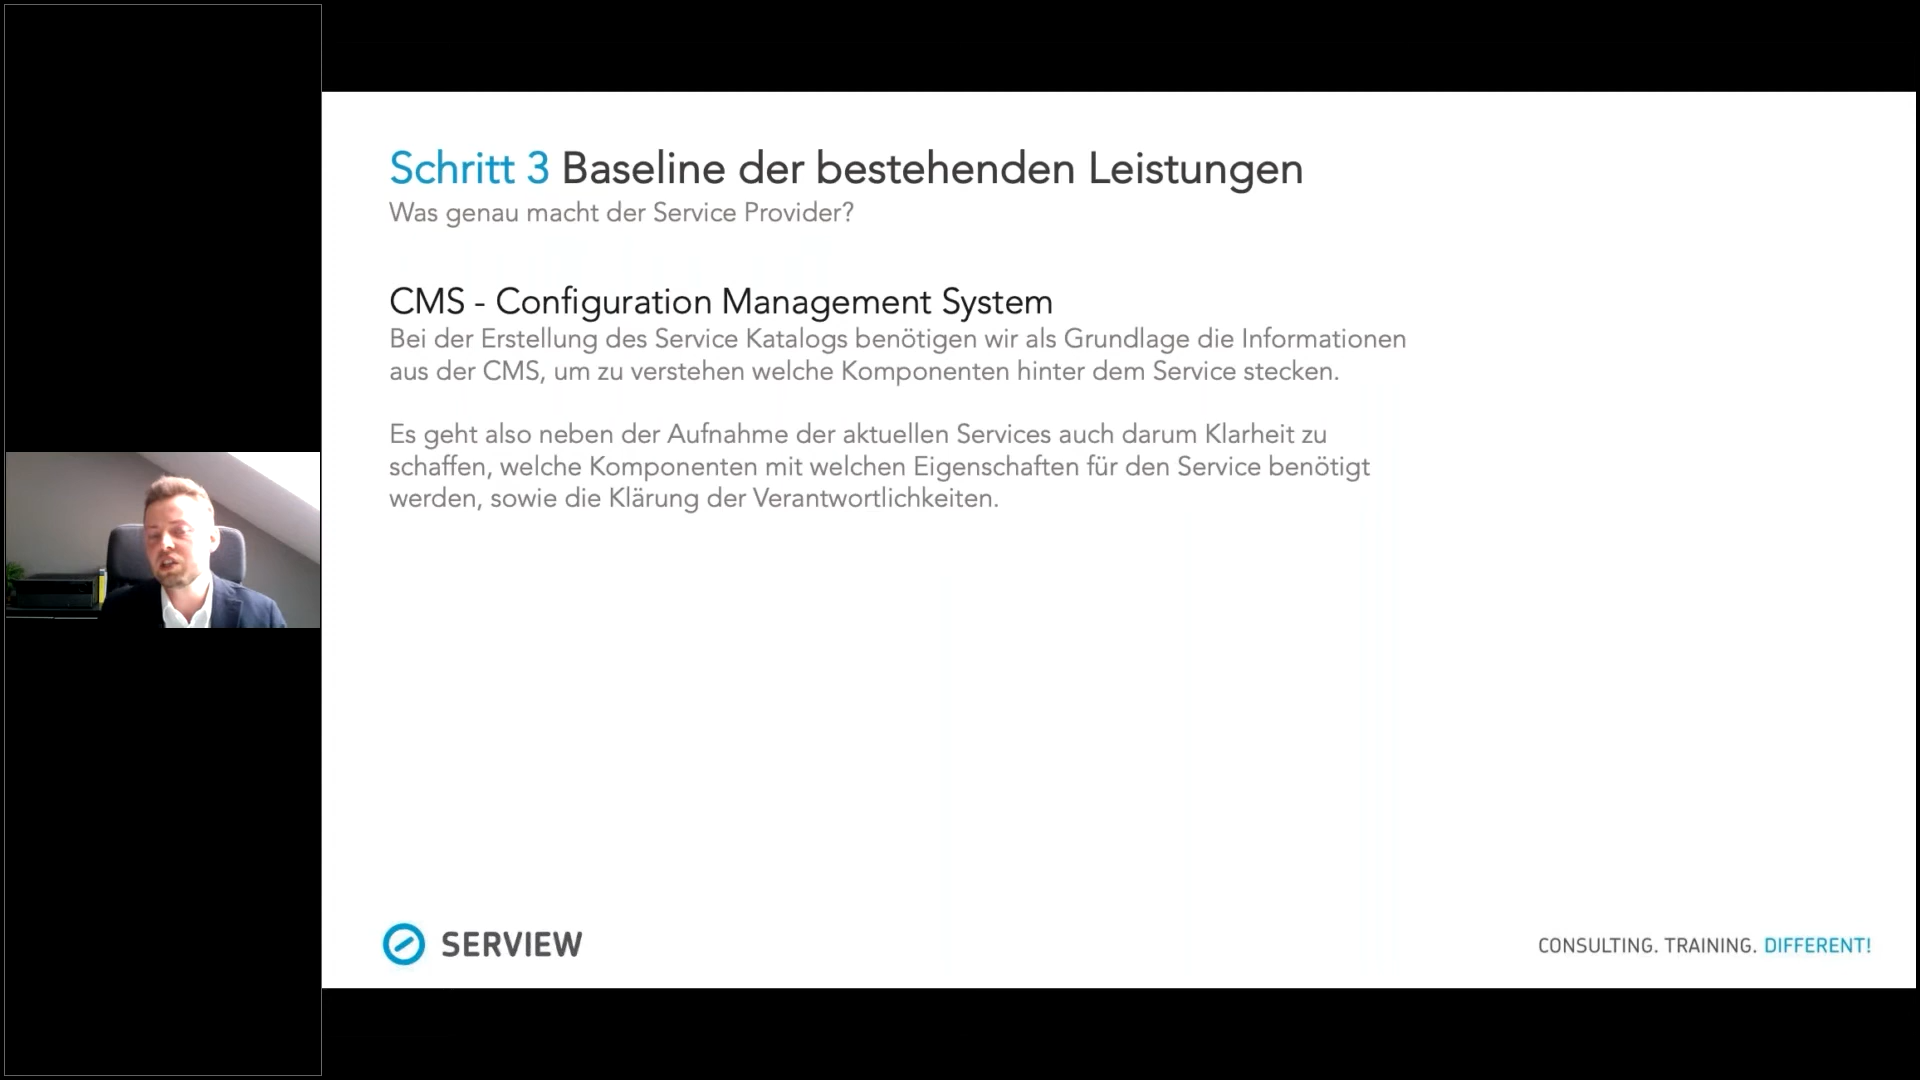 Schritt 3 Baseline der bestehenden Leistungen
Was genau macht der Service Provider?
CMS - Configuration Management System
Bei der Erstellung des Service Katalogs benötigen wir als Grundlage die Informationen
aus der CMS, um zu verstehen welche Komponenten hinter dem Service stecken.
Es geht also neben der Aufnahme der aktuellen Services auch darum Klarheit zu
schaffen, welche Komponenten mit welchen Eigenschaften für den Service benötigt
werden, sowie die Klärung der Verantwortlichkeiten.
SERVIEW
CONSULTING. TRAINING. DIFFERENT!